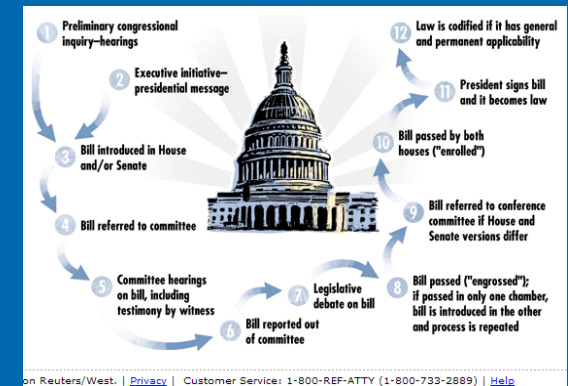 1 Preliminary congressional
inquiry–hearings
2 Executive initiative–
presidential message
3 Bill introduced in House
and/or Senate
4 Bill referred to committee
5 Committee hearings
on bill, including
testimony by witness
6 Bill reported out
of committee
7 Legislative
debate on bill
8 Bill passed ("engrossed");
if passed in only one chamber,
bill is introduced in the other
and process is repeated
9 Bill referred to conference
committee if House and
Senate versions differ
10 Bill passed by both
houses ("enrolled")
11 President signs bill
and it becomes law
12 Law is codified if it has general
and permanent applicability
on Reuters/West. | Privacy | Customer Service: 1-800-REF-ATTY (1-800-733-2889) | Help